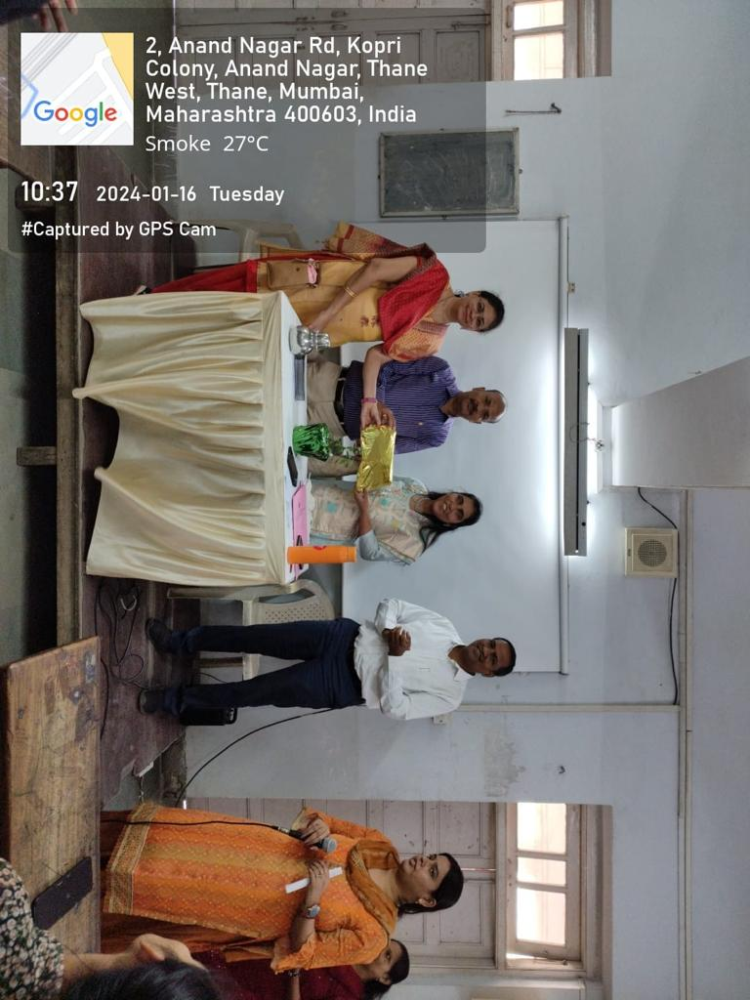 2, Anand Nagar Rd, Kopri
Colony, Anand Nagar, Thane
West, Thane, Mumbai,
Maharashtra 400603, India
Google
Smoke 27°C
10:37 2024-01-16 Tuesday
#Captured by GPS Cam